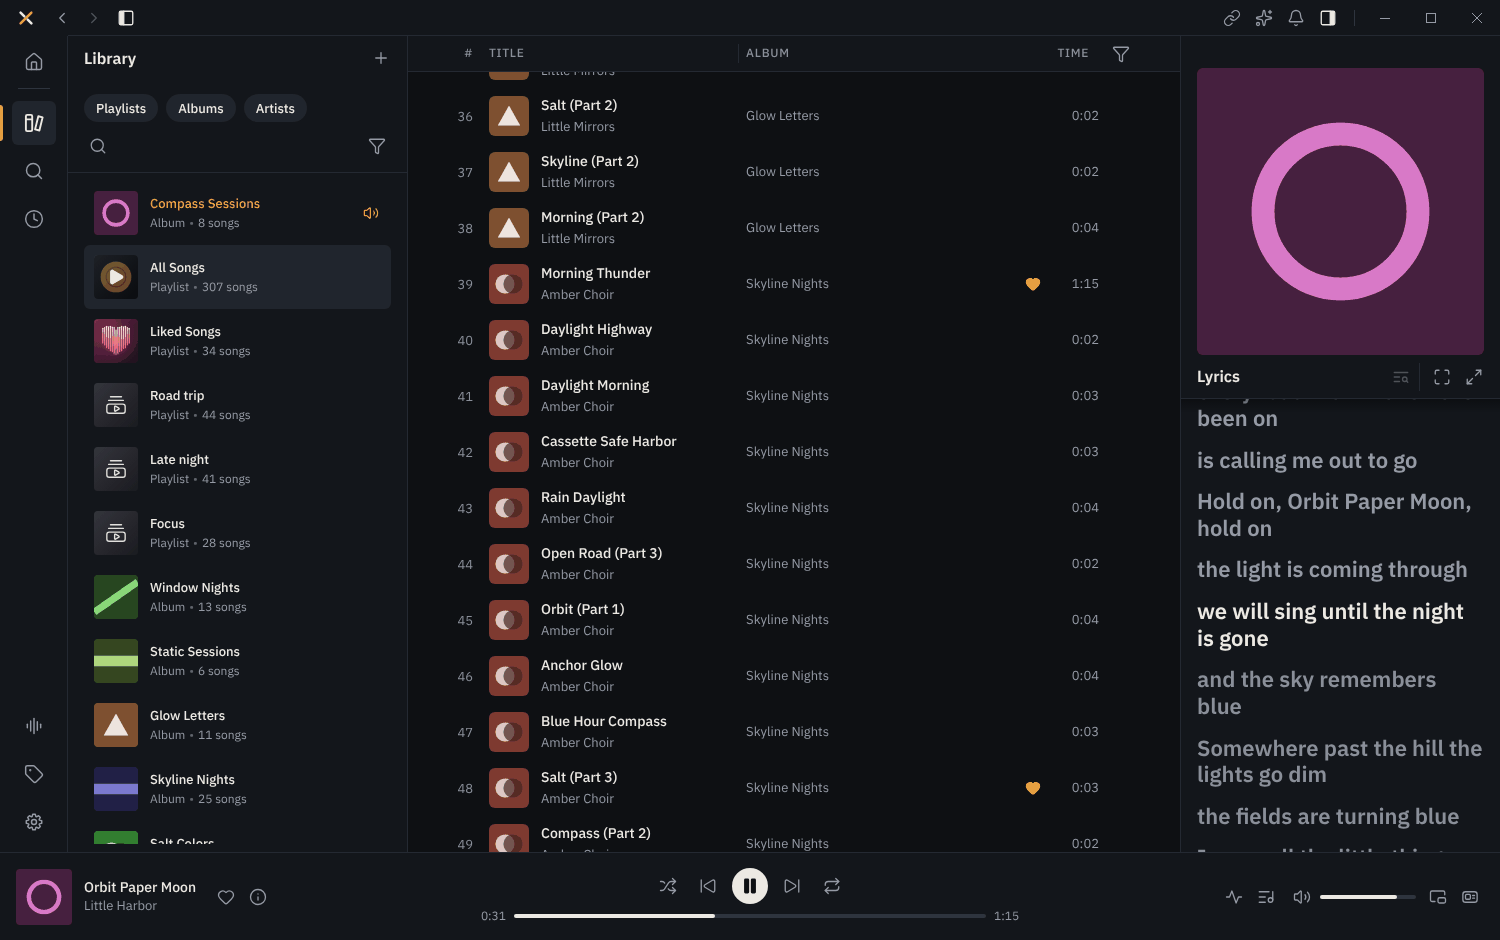 Library
Playlists
Albums
Artists
Compass Sessions
Album • 8 songs
All Songs
Playlist • 307 songs
Liked Songs
Playlist • 34 songs
Road trip
Playlist • 44 songs
Late night
Playlist • 41 songs
Focus
Playlist • 28 songs
Window Nights
Album • 13 songs
Static Sessions
Album • 6 songs
Glow Letters
Album • 11 songs
Skyline Nights
Album • 25 songs
Salt Colors
# TITLE ALBUM TIME
Little Mirrors
36 Salt (Part 2) Glow Letters 0:02
Little Mirrors
37 Skyline (Part 2) Glow Letters 0:02
Little Mirrors
38 Morning (Part 2) Glow Letters 0:04
Little Mirrors
39 Morning Thunder Skyline Nights 1:15
Amber Choir
40 Daylight Highway Skyline Nights 0:02
Amber Choir
41 Daylight Morning Skyline Nights 0:03
Amber Choir
42 Cassette Safe Harbor Skyline Nights 0:03
Amber Choir
43 Rain Daylight Skyline Nights 0:04
Amber Choir
44 Open Road (Part 3) Skyline Nights 0:02
Amber Choir
45 Orbit (Part 1) Skyline Nights 0:04
Amber Choir
46 Anchor Glow Skyline Nights 0:04
Amber Choir
47 Blue Hour Compass Skyline Nights 0:03
Amber Choir
48 Salt (Part 3) Skyline Nights 0:03
Amber Choir
49 Compass (Part 2) Skyline Nights 0:02
Lyrics
been on
is calling me out to go
Hold on, Orbit Paper Moon,
hold on
the light is coming through
we will sing until the night
is gone
and the sky remembers
blue
Somewhere past the hill the
lights go dim
the fields are turning blue
Orbit Paper Moon
Little Harbor
0:31
1:15